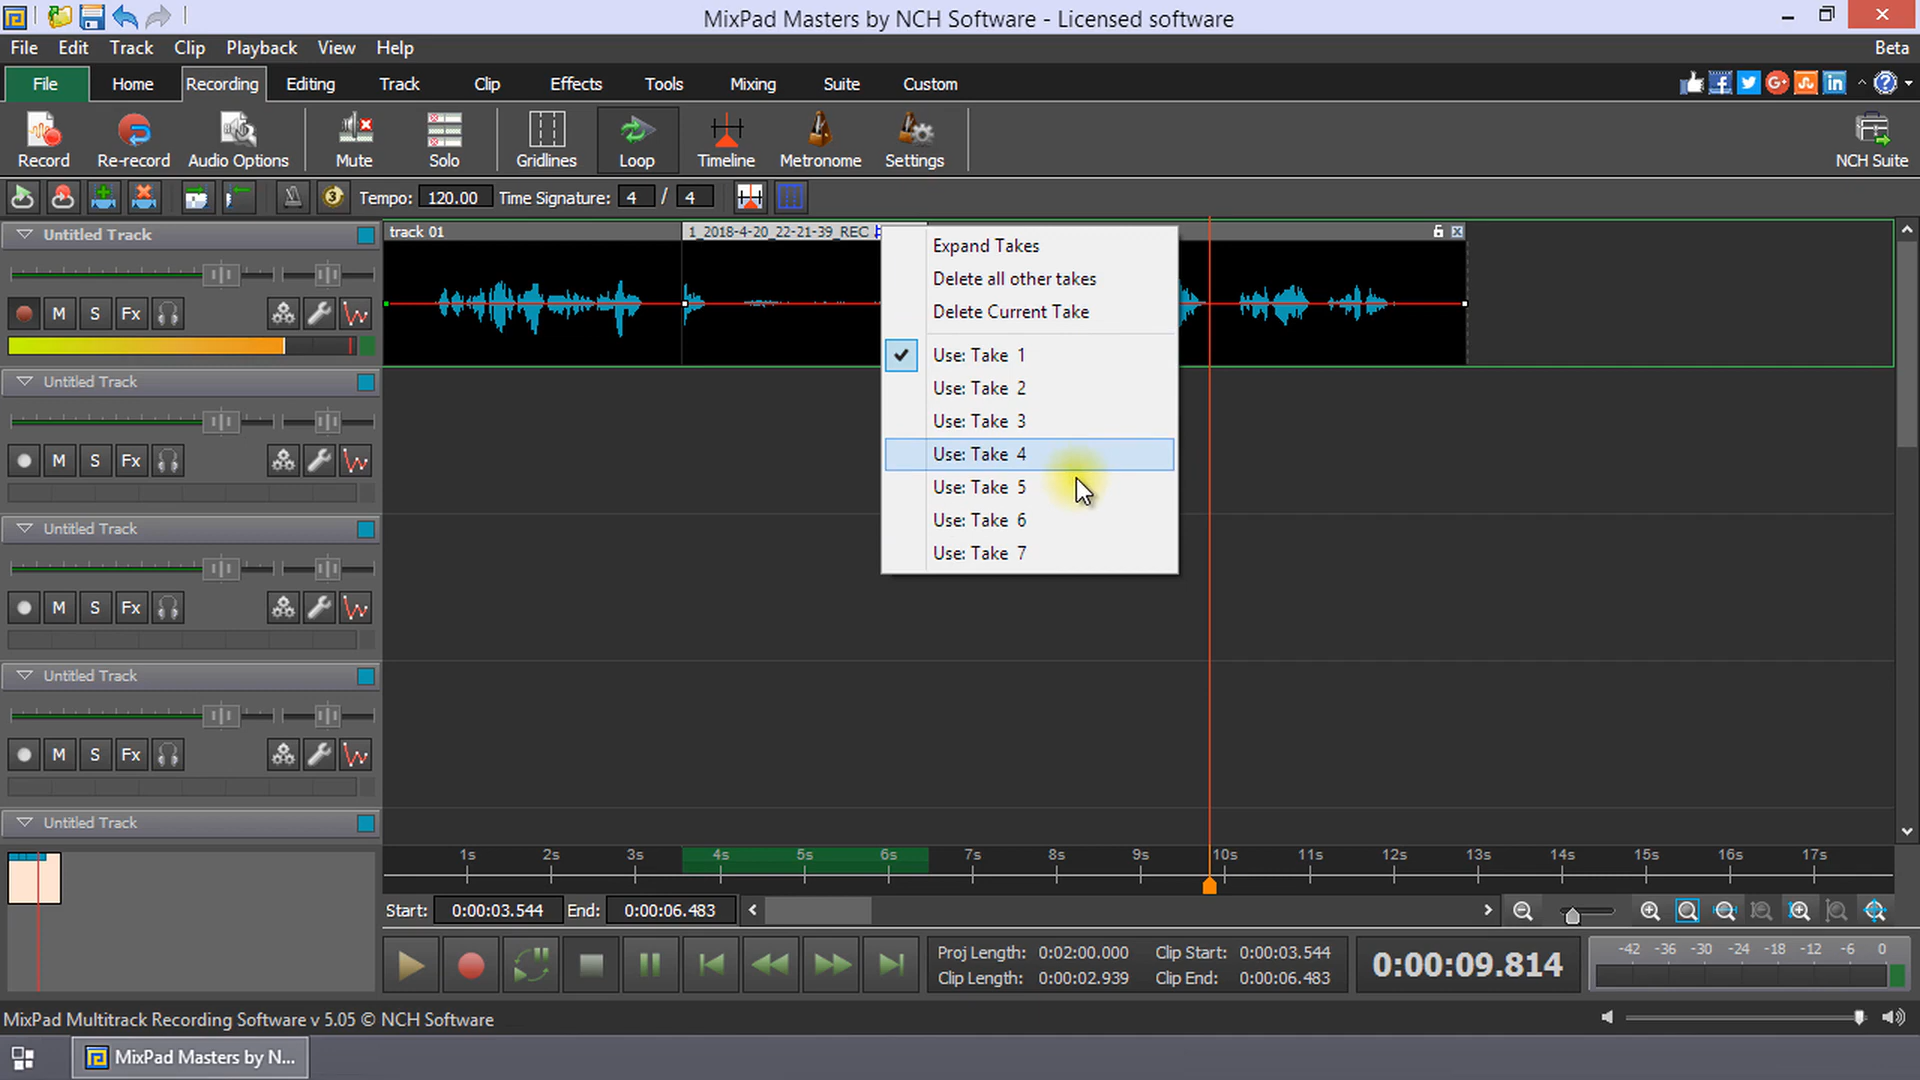 MixPad Masters by NCH Software - Licensed software
File Edit Track Clip Playback View Help Beta
File Home Recording Editing Track Clip Effects Tools Mixing Suite Custom
Record Re-record Audio Options Mute Solo Gridlines Loop Timeline Metronome Settings NCH Suite
Tempo: 120.00 Time Signature: 4 / 4
Untitled Track track 01 1_2018-4-20_22-21-39_REC
Expand Takes
Delete all other takes
M S Fx Delete Current Take
Use: Take 1
Untitled Track Use: Take 2
Use: Take 3
M S Fx Use: Take 4
Use: Take 5
Untitled Track Use: Take 6
Use: Take 7
M S Fx
Untitled Track
M S Fx
Untitled Track
1s 2s 3s 4s 5s 6s 7s 8s 9s 10s 11s 12s 13s 14s 15s 16s 17s
Start: 0:00:03.544 End: 0:00:06.483
Proj Length: 0:02:00.000 Clip Start: 0:00:03.544
Clip Length: 0:00:02.939 Clip End: 0:00:06.483
0:00:09.814
-42 -36 -30 -24 -18 -12 -6 0
MixPad Multitrack Recording Software v 5.05 © NCH Software
MixPad Masters by N...